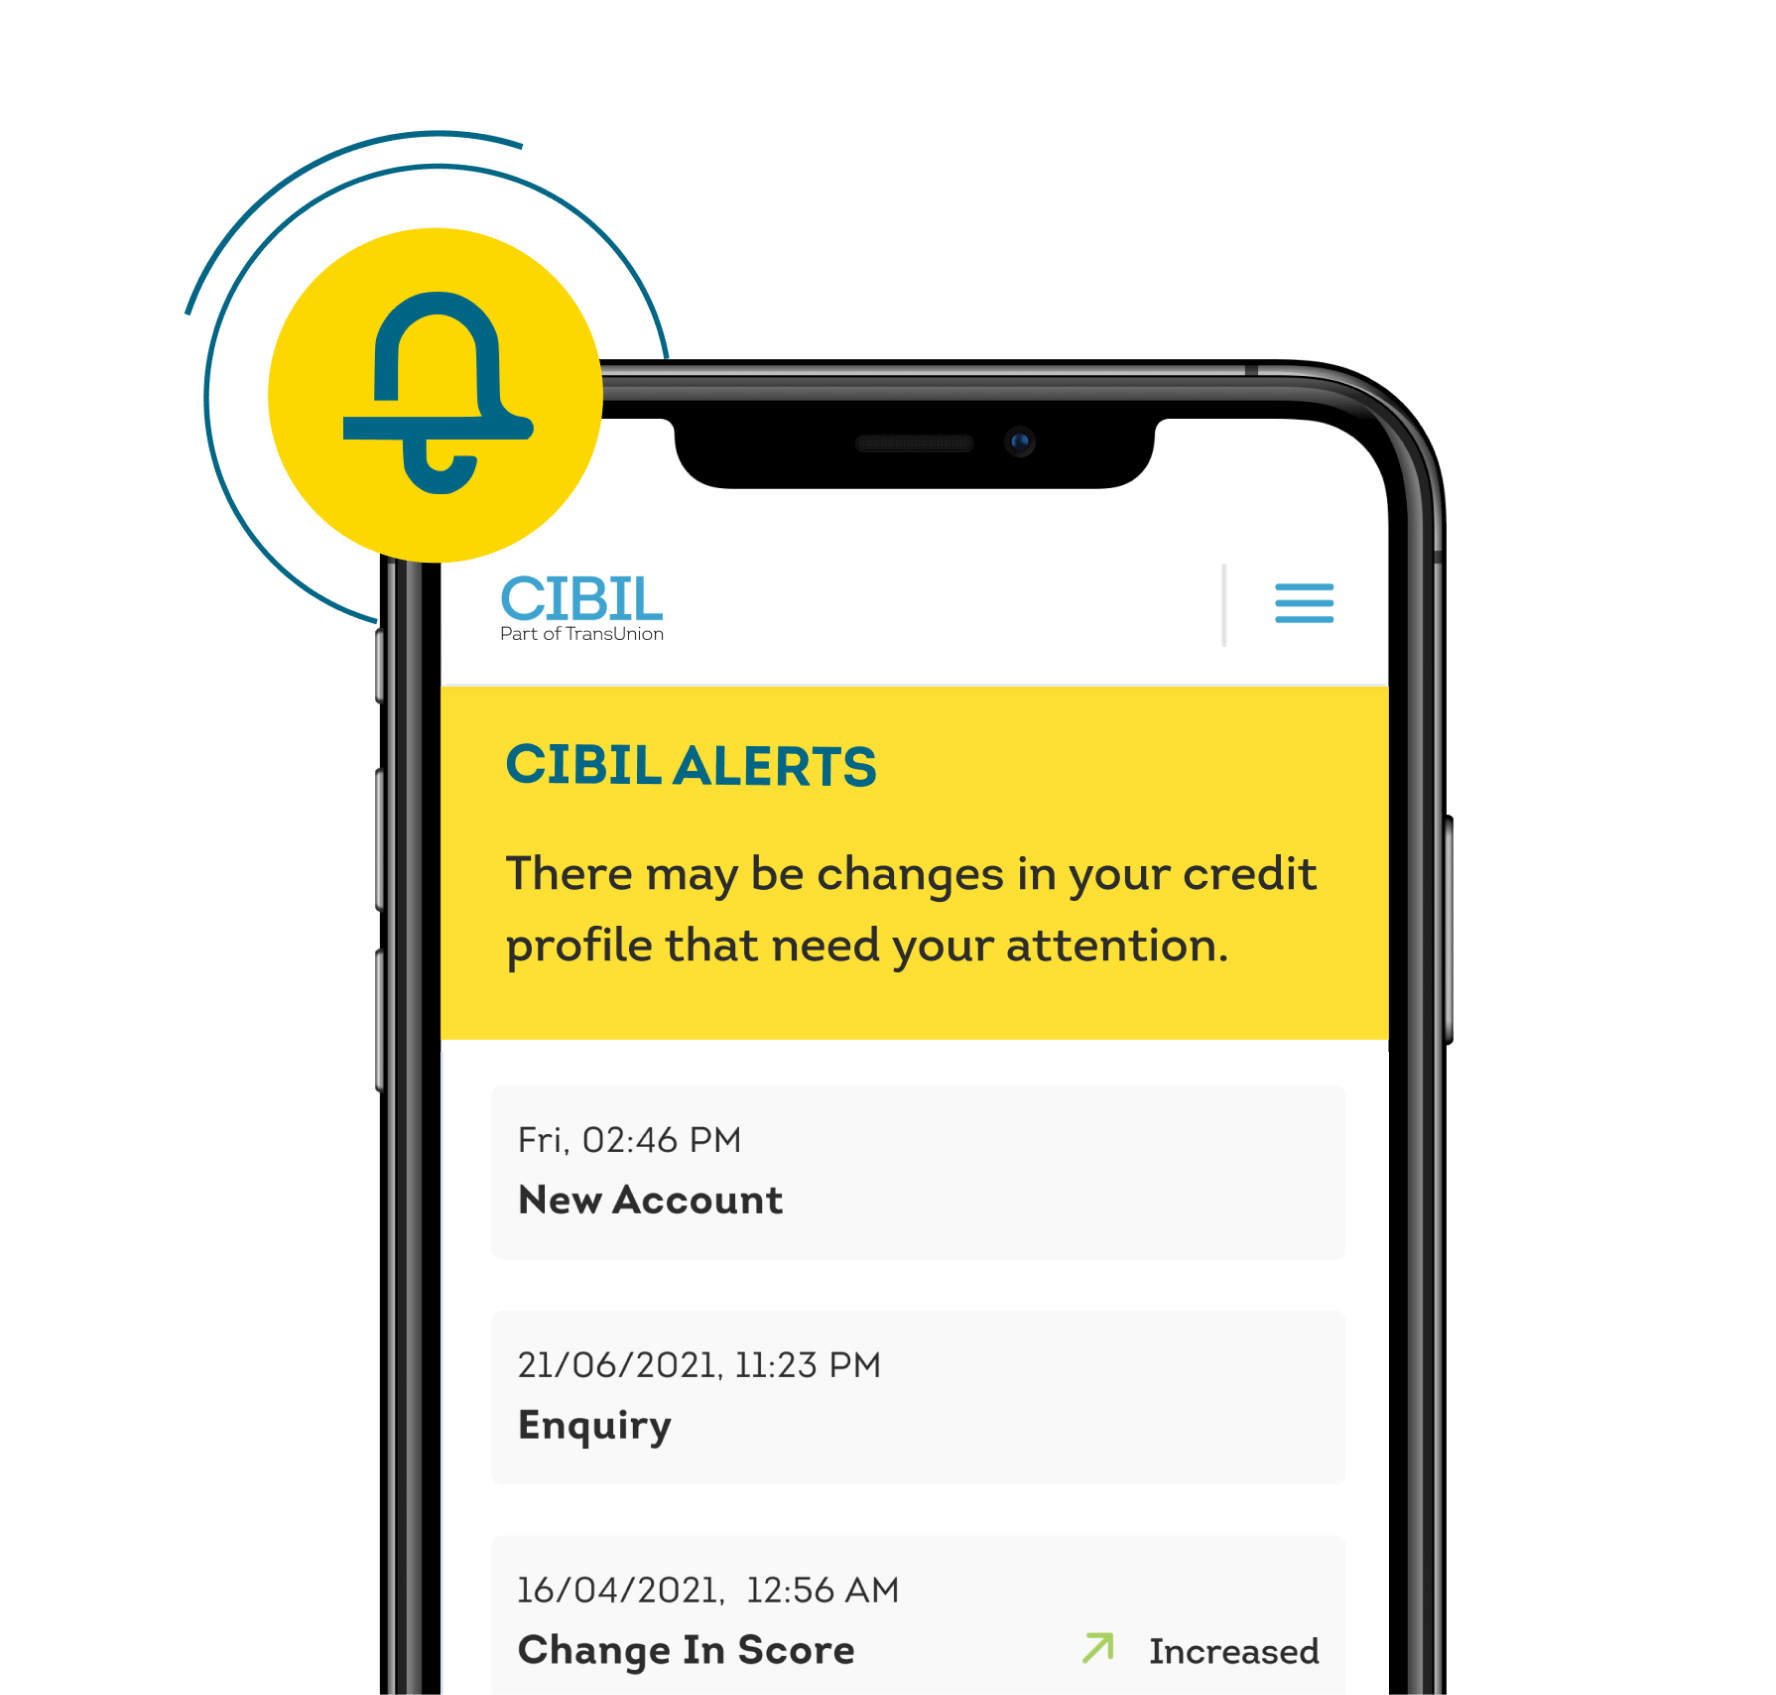 CIBIL
Part of TransUnion
CIBIL ALERTS
There may be changes in your credit
profile that need your attention.
Fri, 02:46 PM
New Account
21/06/2021, 11:23 PM
Enquiry
16/04/2021, 12:56 AM
Change In Score Increased